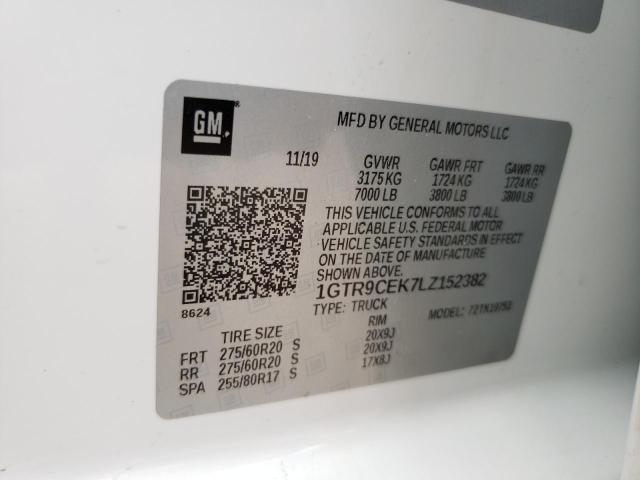 GM
MFD BY GENERAL MOTORS LLC
11/19 GVWR GAWR FRT GAWR RR
3175 KG 1724 KG 1724 KG
7000 LB 3800 LB 3800 LB
THIS VEHICLE CONFORMS TO ALL
APPLICABLE U.S. FEDERAL MOTOR
VEHICLE SAFETY STANDARDS IN EFFECT
ON THE DATE OF MANUFACTURE
SHOWN ABOVE.
1GTR9CEK7LZ152382
8624
TYPE: TRUCK MODEL:
TIRE SIZE RIM
FRT 275/60R20 S 20X9J
RR 275/60R20 S 20X9J
SPA 255/80R17 S 17X8J